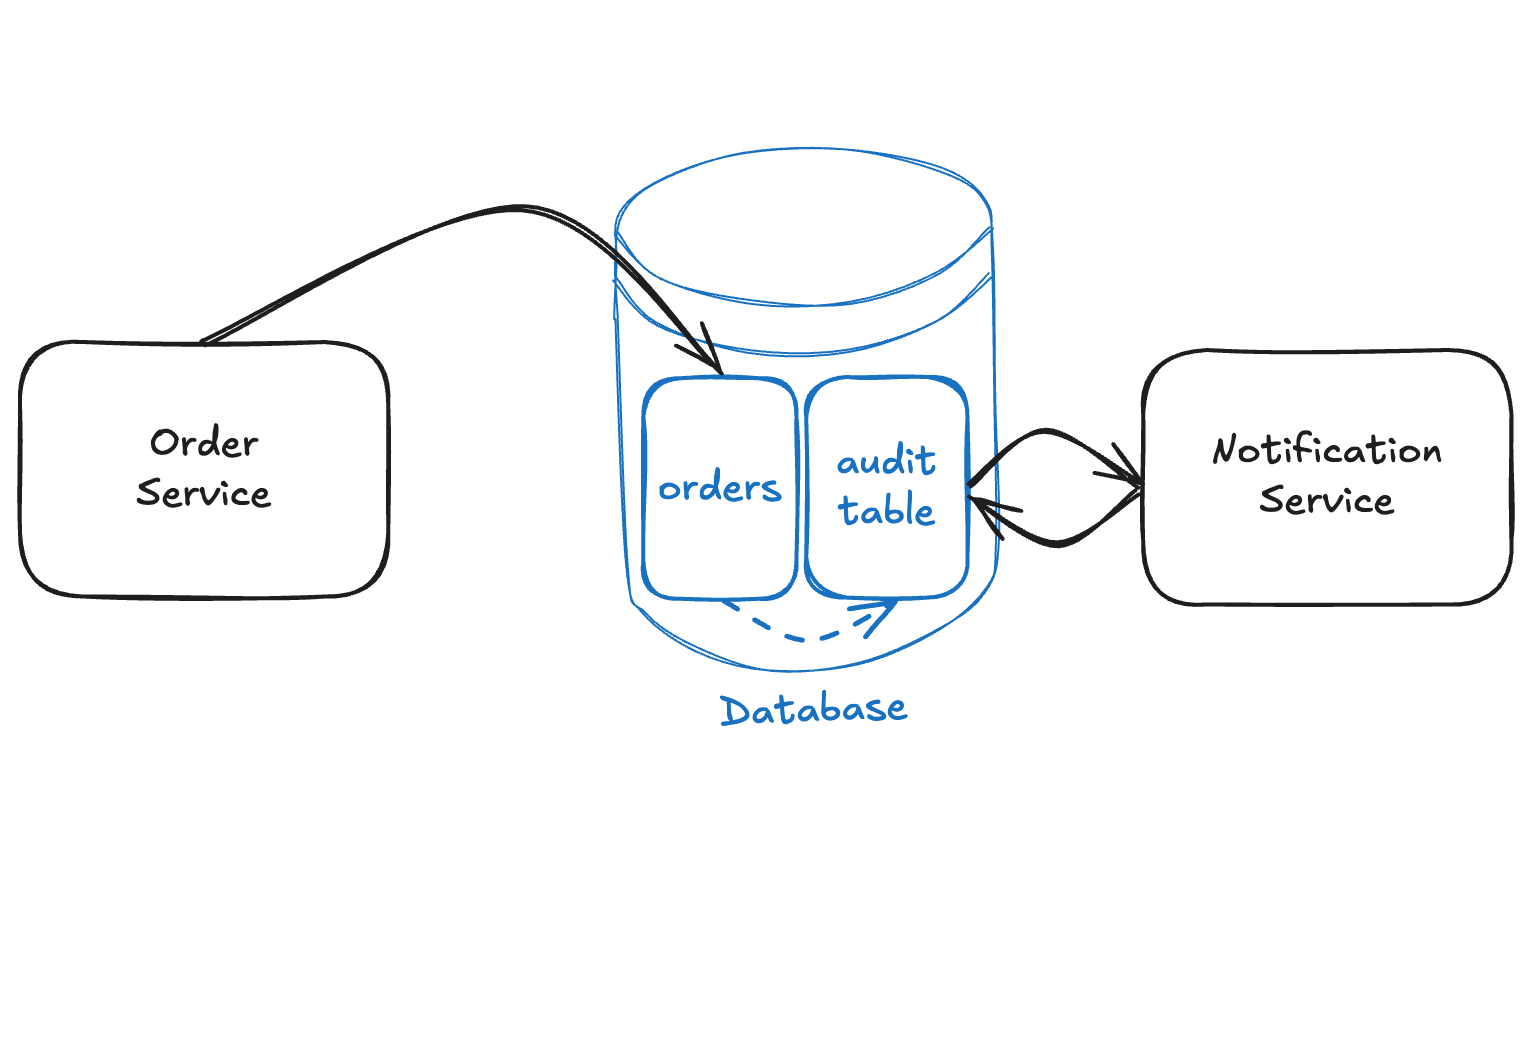 Order
Service
orders
audit
table
Notification
Service
Database